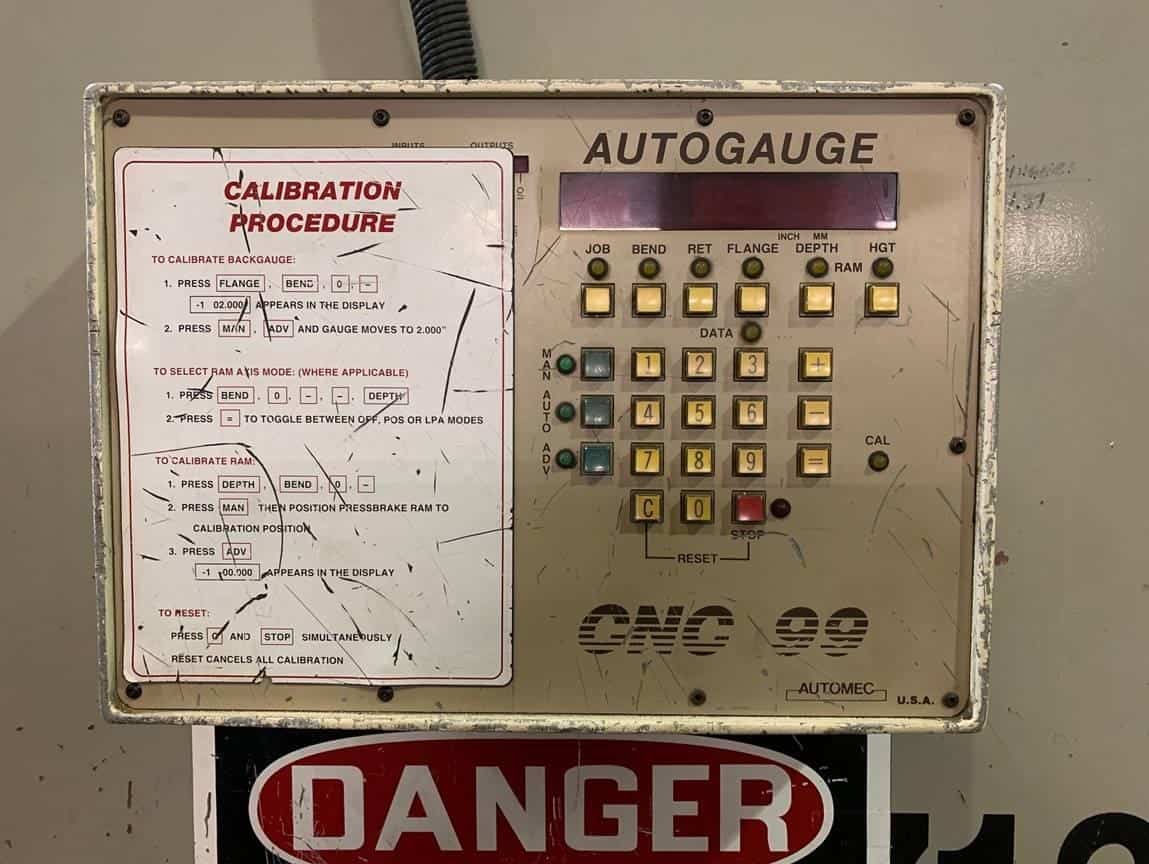 INPUTS OUTPUTS
CALIBRATION
PROCEDURE
TO CALIBRATE BACKGAUGE:
1. PRESS FLANGE , BEND , 0 , –
-1 02.000 APPEARS IN THE DISPLAY
2. PRESS MAN , ADV AND GAUGE MOVES TO 2.000"
TO SELECT RAM AXIS MODE: (WHERE APPLICABLE)
1. PRESS BEND , 0 , – , – , DEPTH
2. PRESS = TO TOGGLE BETWEEN OFF, POS OR LPA MODES
TO CALIBRATE RAM:
1. PRESS DEPTH , BEND , 0 , –
2. PRESS MAN THEN POSITION PRESSBRAKE RAM TO
CALIBRATION POSITION
3. PRESS ADV
-1 -00.000 APPEARS IN THE DISPLAY
TO RESET:
PRESS C AND STOP SIMULTANEOUSLY
RESET CANCELS ALL CALIBRATION
AUTOGAUGE
INCH MM
JOB BEND RET FLANGE DEPTH HGT
RAM
DATA
MAN 1 2 3 +
AUTO 4 5 6 –
ADV 7 8 9 =
CAL
C 0
STOP
RESET
CNC 99
AUTOMEC
U.S.A.
DANGER